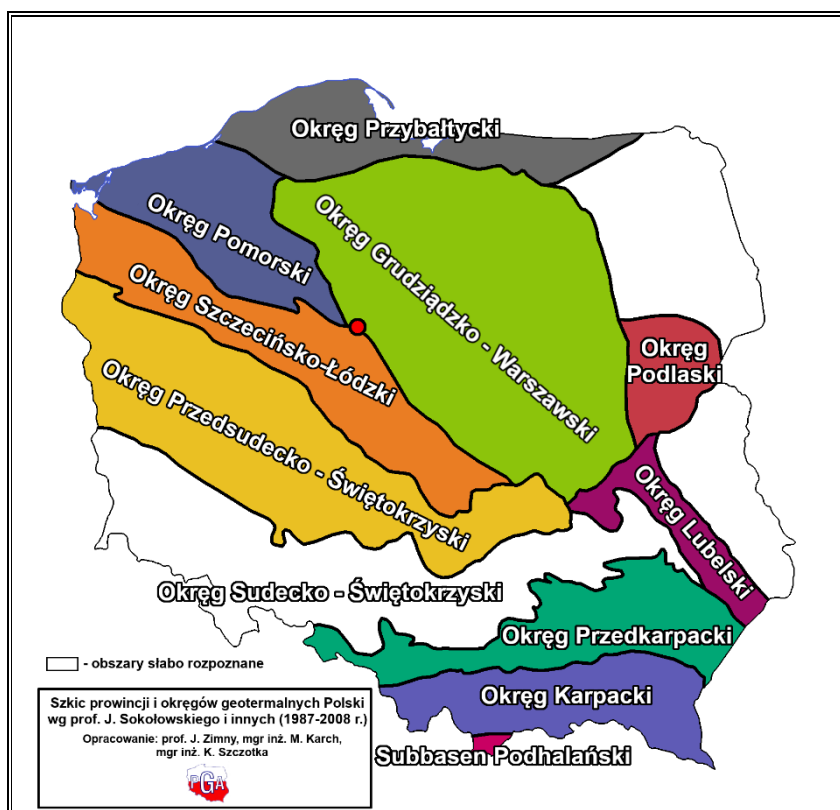 Okręg Przybałtycki
Okręg Pomorski
Okręg Grudziądzko - Warszawski
Okręg Szczecińsko-Łódzki
Okręg
Podlaski
Okręg Przedsudecko - Świętokrzyski
Okręg Lubelski
Okręg Sudecko - Świętokrzyski
Okręg Przedkarpacki
- obszary słabo rozpoznane
Okręg Karpacki
Szkic prowincji i okręgów geotermalnych Polski
wg prof. J. Sokołowskiego i innych (1987-2008 r.)
Opracowanie: prof. J. Zimny, mgr inż. M. Karch,
mgr inż. K. Szczotka
Subbasen Podhalański
PGA